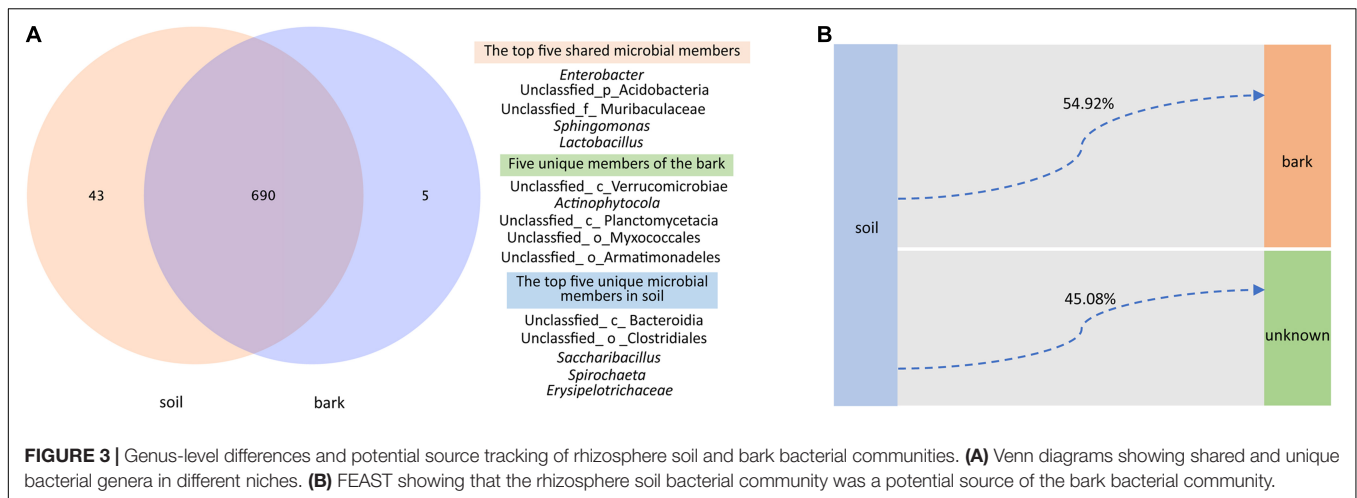 A
The top five shared microbial members
Enterobacter
Unclassfied_p_Acidobacteria
Unclassfied_f_ Muribaculaceae
Sphingomonas
Lactobacillus
Five unique members of the bark
Unclassfied_ c_Verrucomicrobiae
Actinophytocola
Unclassfied_ c_ Planctomycetacia
Unclassfied_ o_Myxococcales
Unclassfied_ o_Armatimonadeles
The top five unique microbial
members in soil
Unclassfied_ c_ Bacteroidia
Unclassfied_ o _Clostridiales
Saccharibacillus
Spirochaeta
Erysipelotrichaceae
43
690
5
soil
bark
B
soil
54.92%
bark
45.08%
unknown
FIGURE 3 | Genus-level differences and potential source tracking of rhizosphere soil and bark bacterial communities. (A) Venn diagrams showing shared and unique
bacterial genera in different niches. (B) FEAST showing that the rhizosphere soil bacterial community was a potential source of the bark bacterial community.